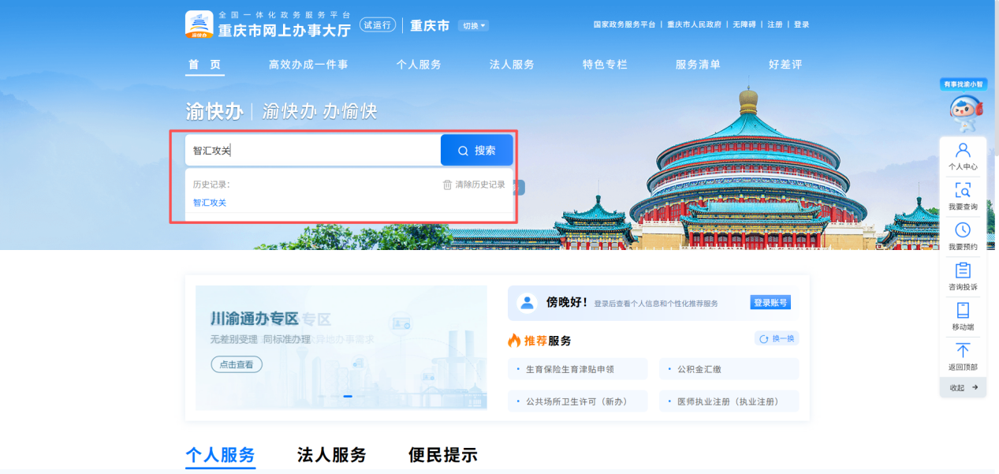 全国一体化政务服务平台
重庆市网上办事大厅
渝快办
试运行
重庆市
切换
国家政务服务平台 | 重庆市人民政府 | 无障碍 | 注册 | 登录
首 页 高效办成一件事 个人服务 法人服务 特色专栏 服务清单 好差评
渝快办 | 渝快办 办愉快
智汇攻关
搜索
历史记录：
清除历史记录
智汇攻关
有事找渝小智
个人中心
我要查询
我要预约
咨询投诉
移动端
返回顶部
收起
川渝通办专区
无差别受理 同标准办理
点击查看
傍晚好！ 登录后查看个人信息和个性化推荐服务
登录账号
推荐服务
换一换
生育保险生育津贴申领
公积金汇缴
公共场所卫生许可（新办）
医师执业注册（执业注册）
个人服务 法人服务 便民提示